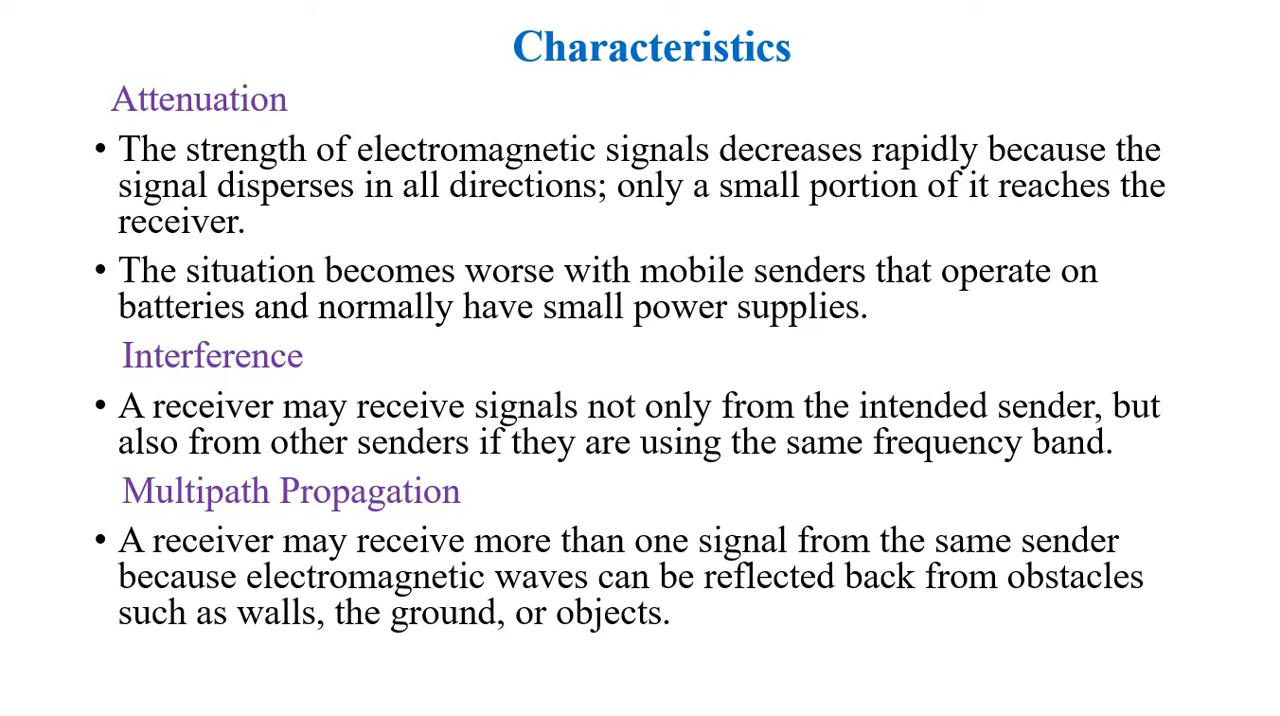 Characteristics
Attenuation
• The strength of electromagnetic signals decreases rapidly because the
signal disperses in all directions; only a small portion of it reaches the
receiver.
• The situation becomes worse with mobile senders that operate on
batteries and normally have small power supplies.
Interference
• A receiver may receive signals not only from the intended sender, but
also from other senders if they are using the same frequency band.
Multipath Propagation
• A receiver may receive more than one signal from the same sender
because electromagnetic waves can be reflected back from obstacles
such as walls, the ground, or objects.